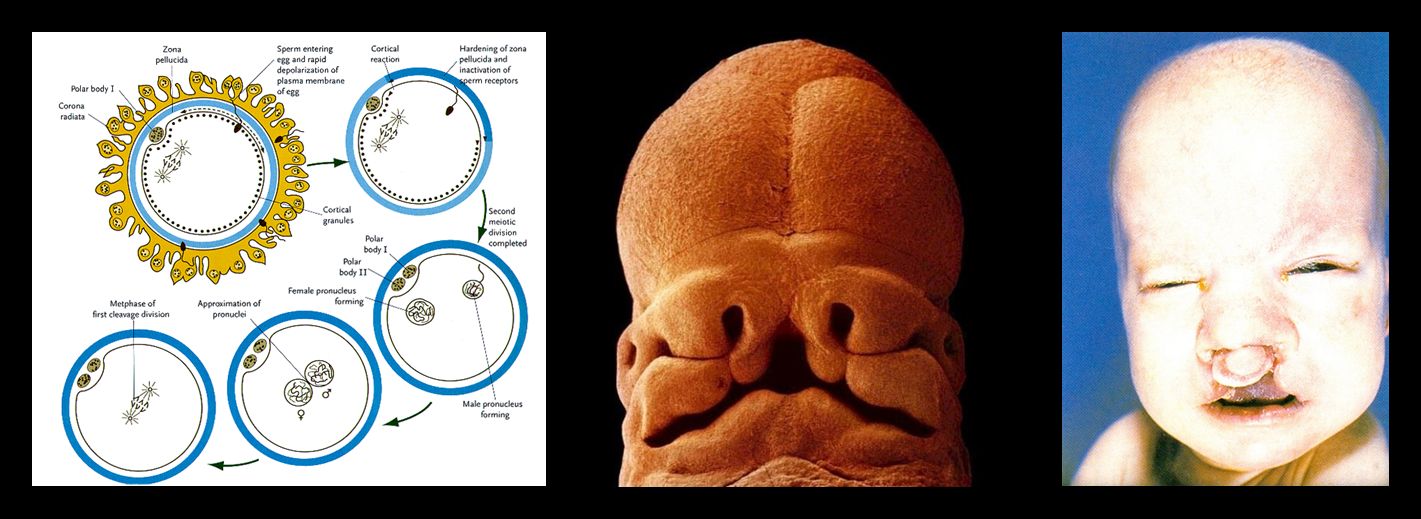 Zona
pellucida
Sperm entering
egg and rapid
depolarization of
plasma membrane
of egg
Cortical
reaction
Hardening of zona
pellucida and
inactivation of
sperm receptors
Polar body I
Corona
radiata
Cortical
granules
Second
meiotic
division
completed
Polar
body I
Polar
body II
Female pronucleus
forming
Metphase of
first cleavage division
Approximation of
pronuclei
♂
♀
Male pronucleus
forming